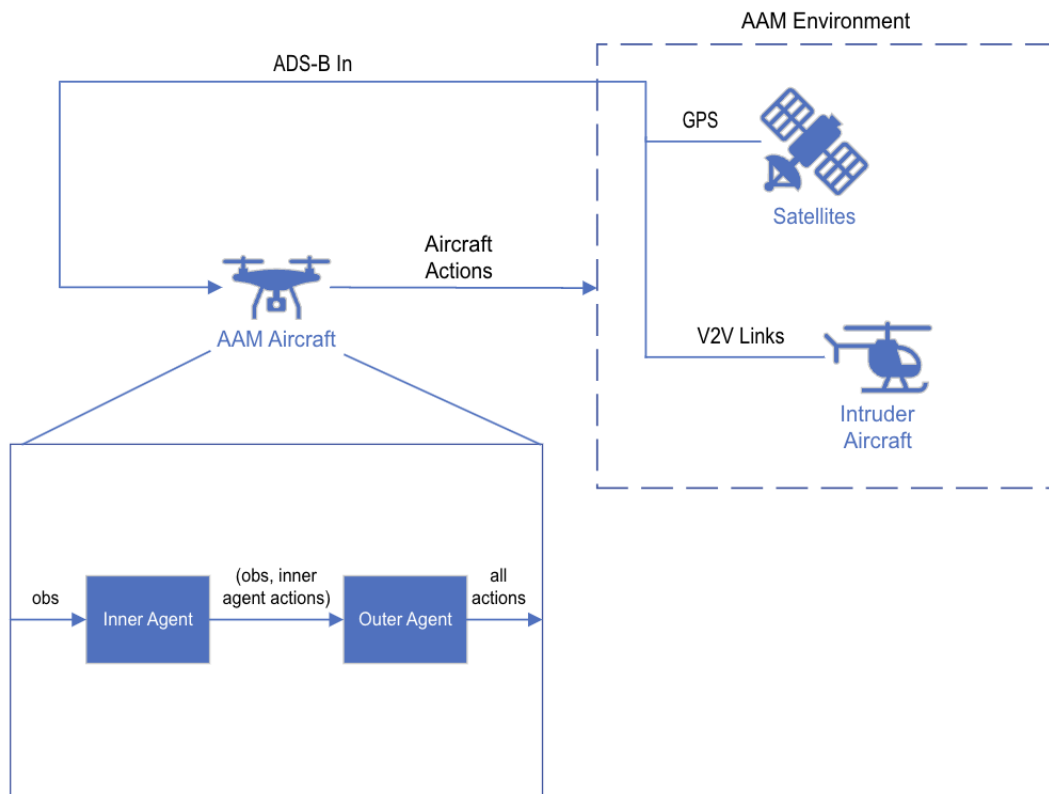 AAM Environment
ADS-B In
GPS
Satellites
Aircraft
Actions
AAM Aircraft
V2V Links
Intruder
Aircraft
obs
Inner Agent
(obs, inner
agent actions)
Outer Agent
all
actions